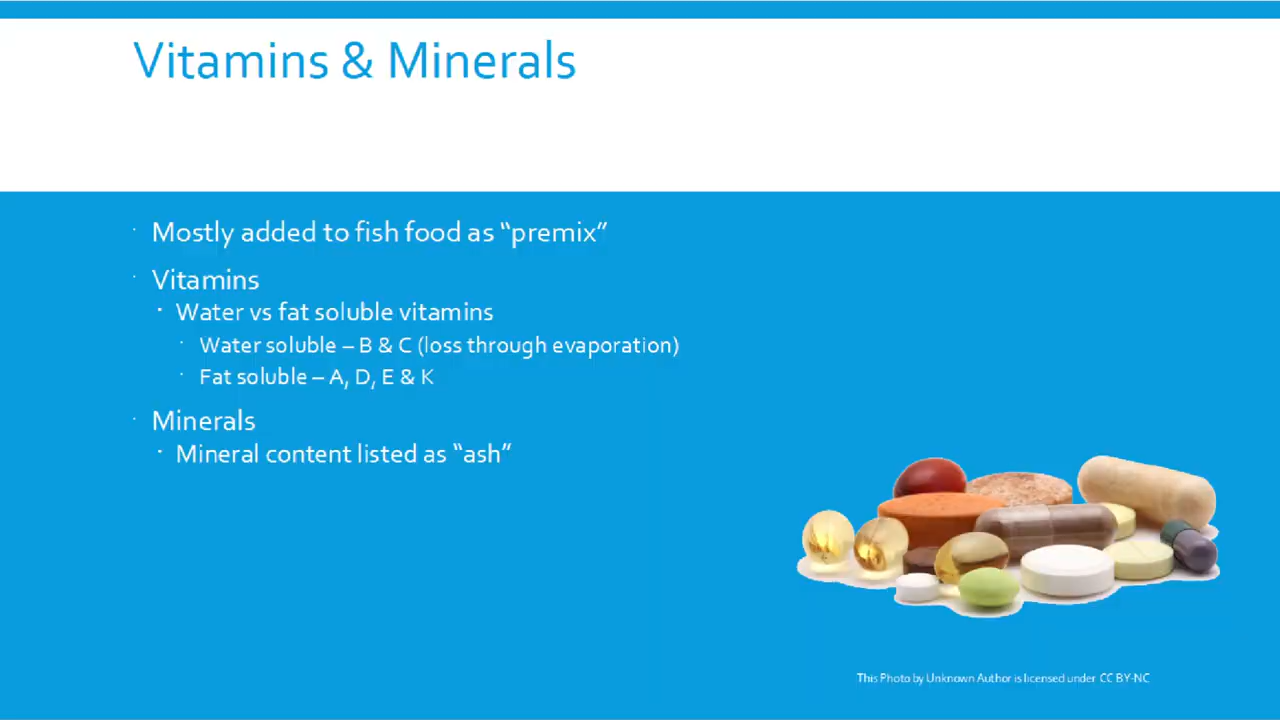 Vitamins & Minerals
Mostly added to fish food as “premix”
Vitamins
Water vs fat soluble vitamins
Water soluble – B & C (loss through evaporation)
Fat soluble – A, D, E & K
Minerals
Mineral content listed as “ash”
This Photo by Unknown Author is licensed under CC BY-NC